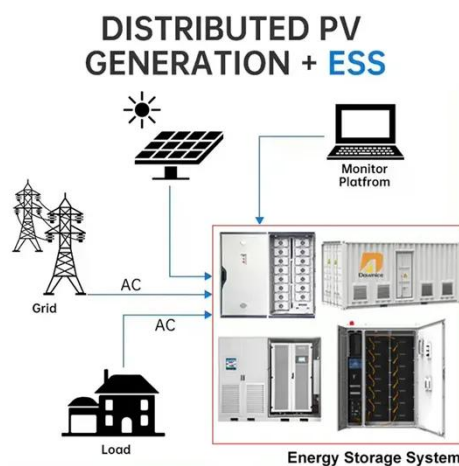 DISTRIBUTED PV
GENERATION + ESS
Monitor
Platfrom
Grid
AC
AC
Load
Energy Storage System